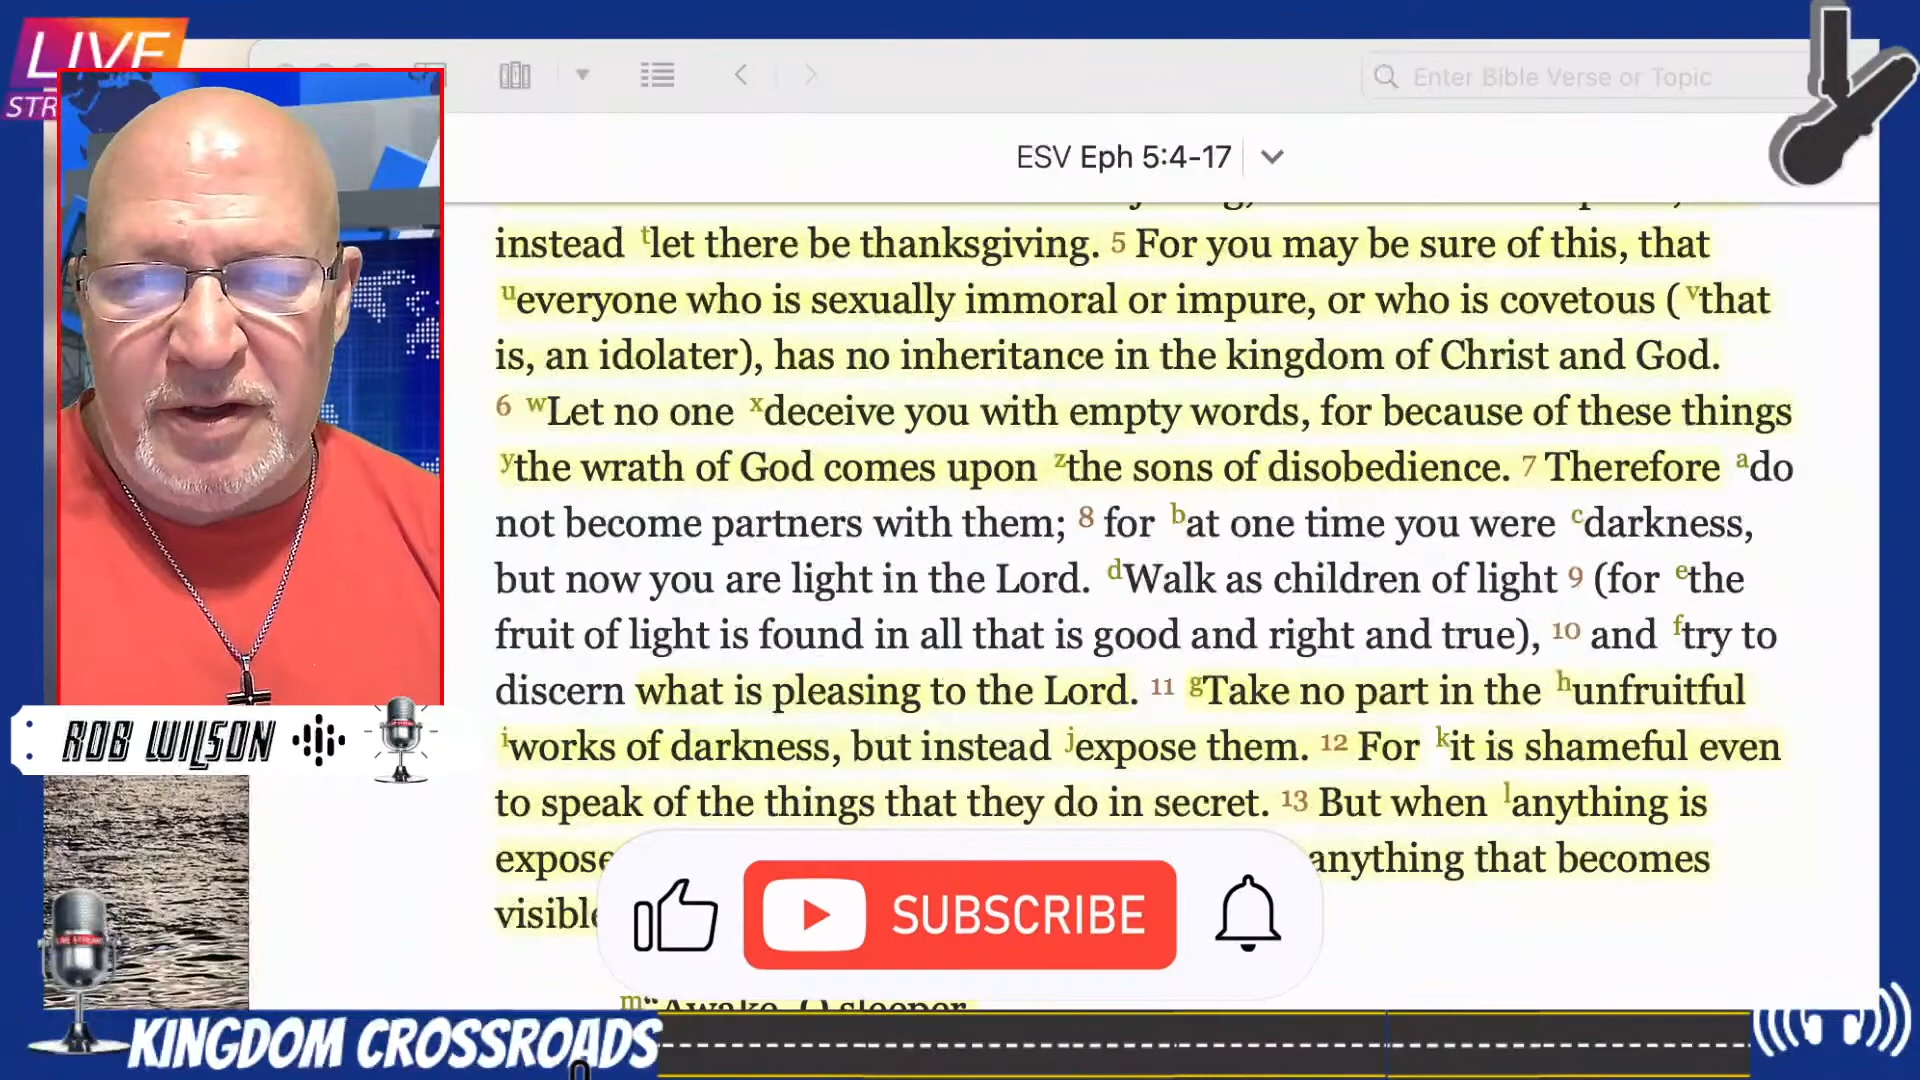 LIVE
STR
Enter Bible Verse or Topic
ESV Eph 5:4-17
instead tlet there be thanksgiving. 5 For you may be sure of this, that
ueveryone who is sexually immoral or impure, or who is covetous (vthat
is, an idolater), has no inheritance in the kingdom of Christ and God.
6 wLet no one xdeceive you with empty words, for because of these things
ythe wrath of God comes upon zthe sons of disobedience. 7 Therefore ado
not become partners with them; 8 for bat one time you were cdarkness,
but now you are light in the Lord. dWalk as children of light 9 (for ethe
fruit of light is found in all that is good and right and true), 10 and ftry to
discern what is pleasing to the Lord. 11 gTake no part in the hunfruitful
iworks of darkness, but instead jexpose them. 12 For kit is shameful even
to speak of the things that they do in secret. 13 But when lanything is
expose anything that becomes
visible
SUBSCRIBE
m“Awake, O sleeper,
ROB WILSON
LIVE STREAM
KINGDOM CROSSROADS